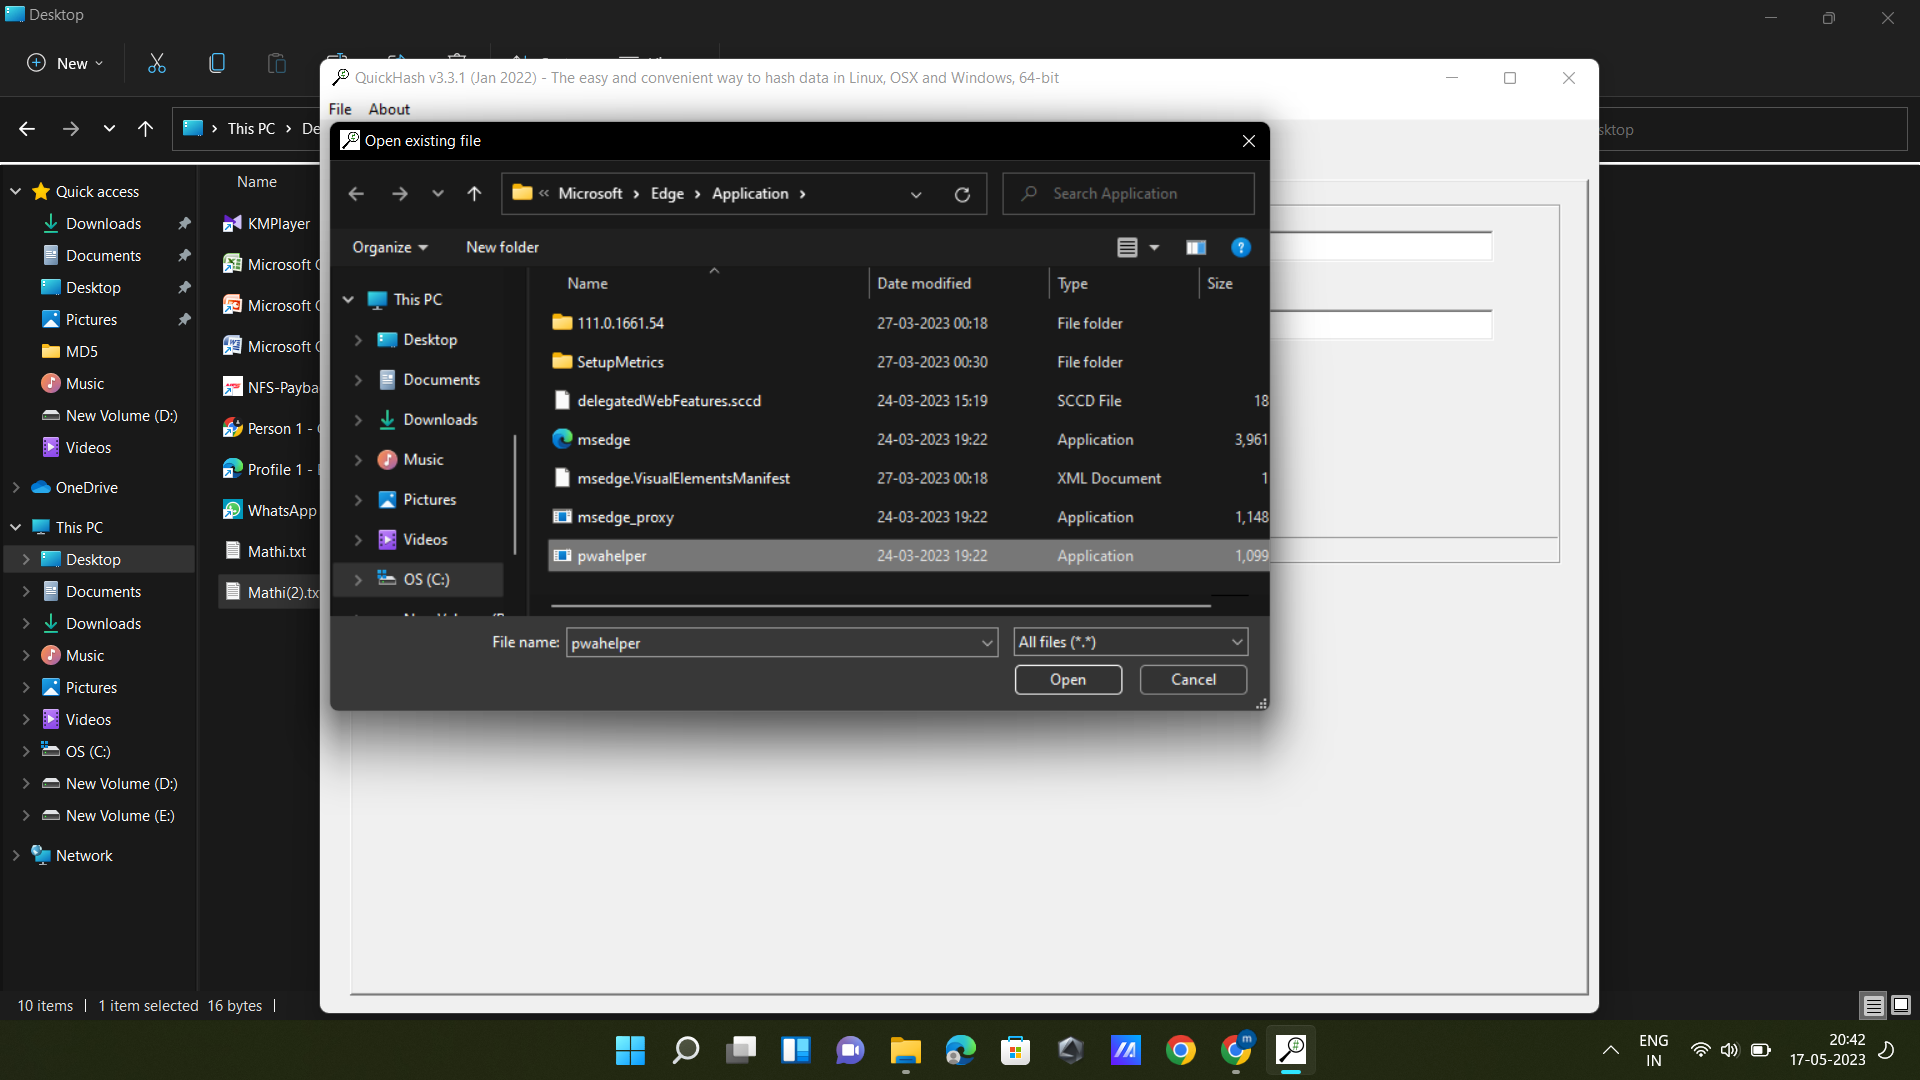 Desktop
New
QuickHash v3.3.1 (Jan 2022) - The easy and convenient way to hash data in Linux, OSX and Windows, 64-bit
File About
This PC
Open existing file
« Microsoft › Edge › Application ›
Search Application
Organize
New folder
Name
Date modified
Type
Size
This PC
Desktop
Documents
Downloads
Music
Pictures
Videos
OS (C:)
111.0.1661.54 27-03-2023 00:18 File folder
SetupMetrics 27-03-2023 00:30 File folder
delegatedWebFeatures.sccd 24-03-2023 15:19 SCCD File 18
msedge 24-03-2023 19:22 Application 3,961
msedge.VisualElementsManifest 27-03-2023 00:18 XML Document 1
msedge_proxy 24-03-2023 19:22 Application 1,148
pwahelper 24-03-2023 19:22 Application 1,099
File name: pwahelper
All files (*.*)
Open
Cancel
Quick access
Downloads
Documents
Desktop
Pictures
MD5
Music
New Volume (D:)
Videos
OneDrive
This PC
Desktop
Documents
Downloads
Music
Pictures
Videos
OS (C:)
New Volume (D:)
New Volume (E:)
Network
Name
KMPlayer
Microsoft
Microsoft
Microsoft
NFS-Payba
Person 1 -
Profile 1 -
WhatsApp
Mathi.txt
Mathi(2).tx
10 items | 1 item selected 16 bytes |
ENG
IN
20:42
17-05-2023